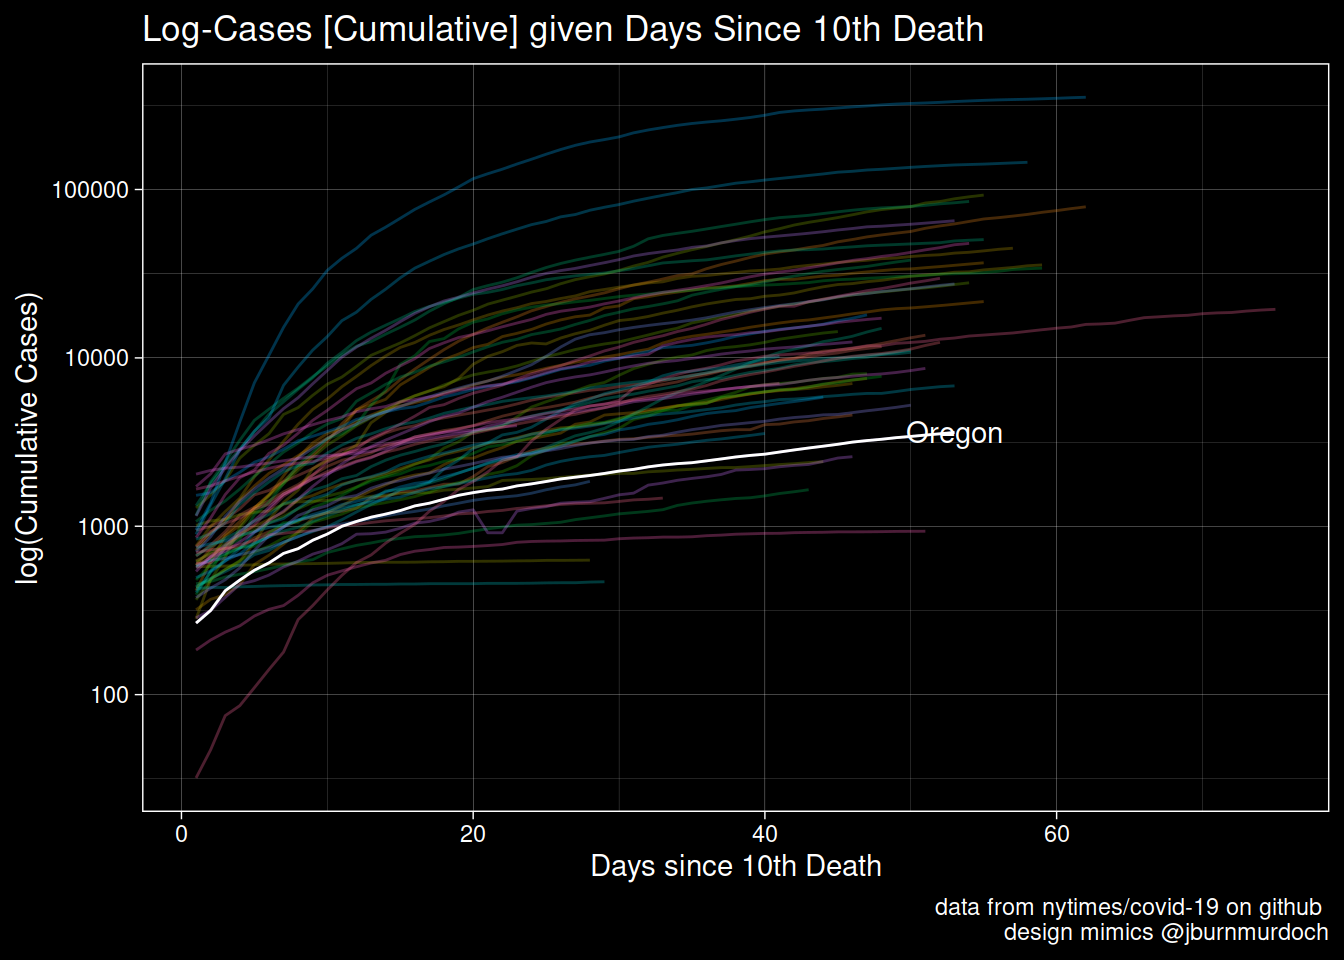 Log-Cases [Cumulative] given Days Since 10th Death
log(Cumulative Cases)
100000
10000
1000
100
Oregon
0 20 40 60
Days since 10th Death
data from nytimes/covid-19 on github
design mimics @jburnmurdoch